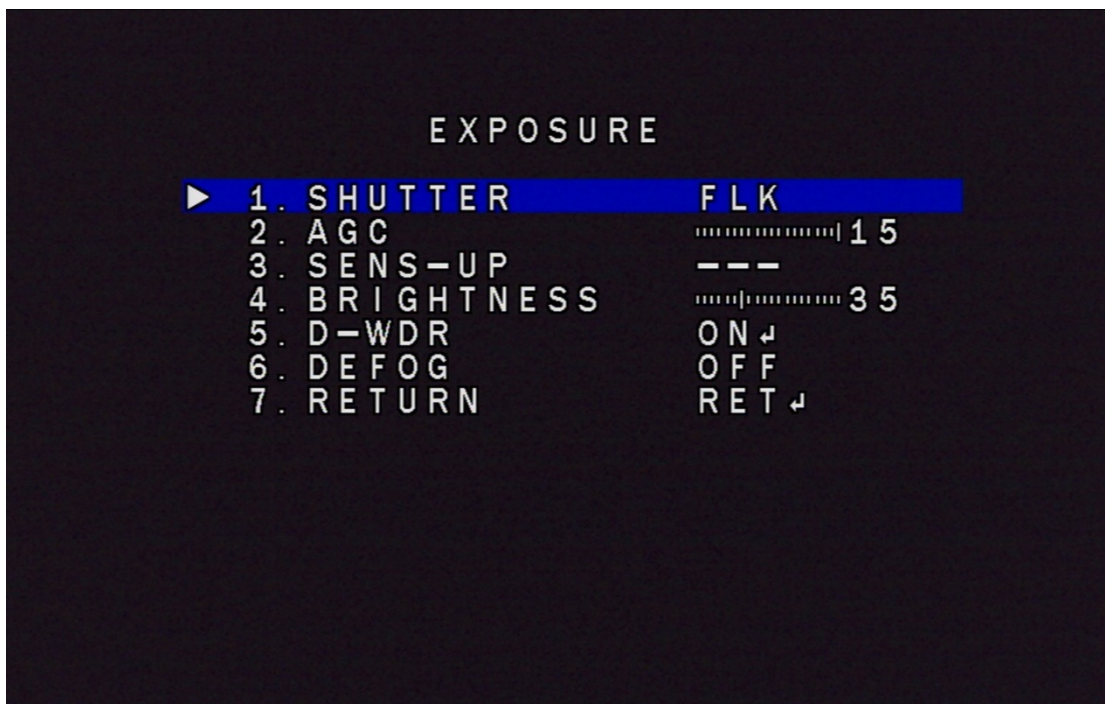 EXPOSURE
1. SHUTTER FLK
2. AGC 15
3. SENS-UP ---
4. BRIGHTNESS 35
5. D-WDR ON↲
6. DEFOG OFF
7. RETURN RET↲